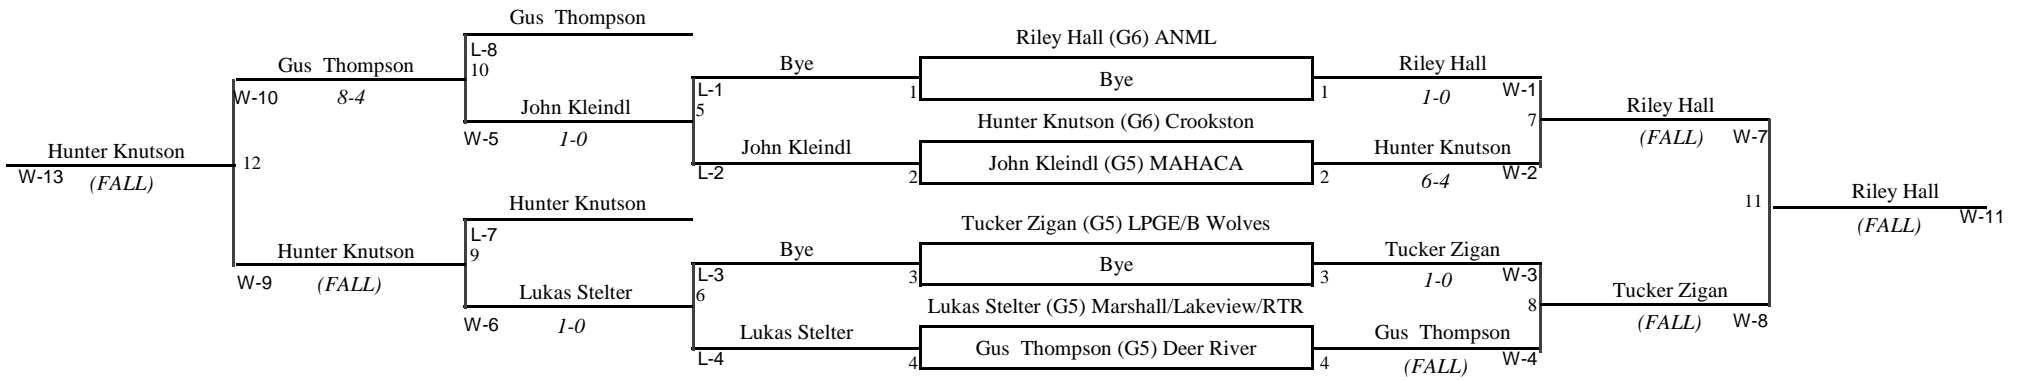 Gus  Thompson
L-8
10
Gus  Thompson
W-10
8-4
John Kleindl
W-5
1-0
Hunter Knutson
W-13
(FALL)
12
Hunter Knutson
L-7
9
Hunter Knutson
W-9
(FALL)
Lukas Stelter
W-6
1-0
Bye
L-1
5
1
John Kleindl
L-2
2
Bye
L-3
6
3
Lukas Stelter
L-4
4
Riley Hall (G6) ANML
Bye
Hunter Knutson (G6) Crookston
John Kleindl (G5) MAHACA
Tucker Zigan (G5) LPGE/B Wolves
Bye
Lukas Stelter (G5) Marshall/Lakeview/RTR
Gus  Thompson (G5) Deer River
Riley Hall
1
1-0
W-1
7
Hunter Knutson
2
6-4
W-2
Tucker Zigan
3
1-0
W-3
8
Gus  Thompson
4
(FALL)
W-4
Riley Hall
(FALL)
W-7
11
Tucker Zigan
(FALL)
W-8
Riley Hall
(FALL)
W-11